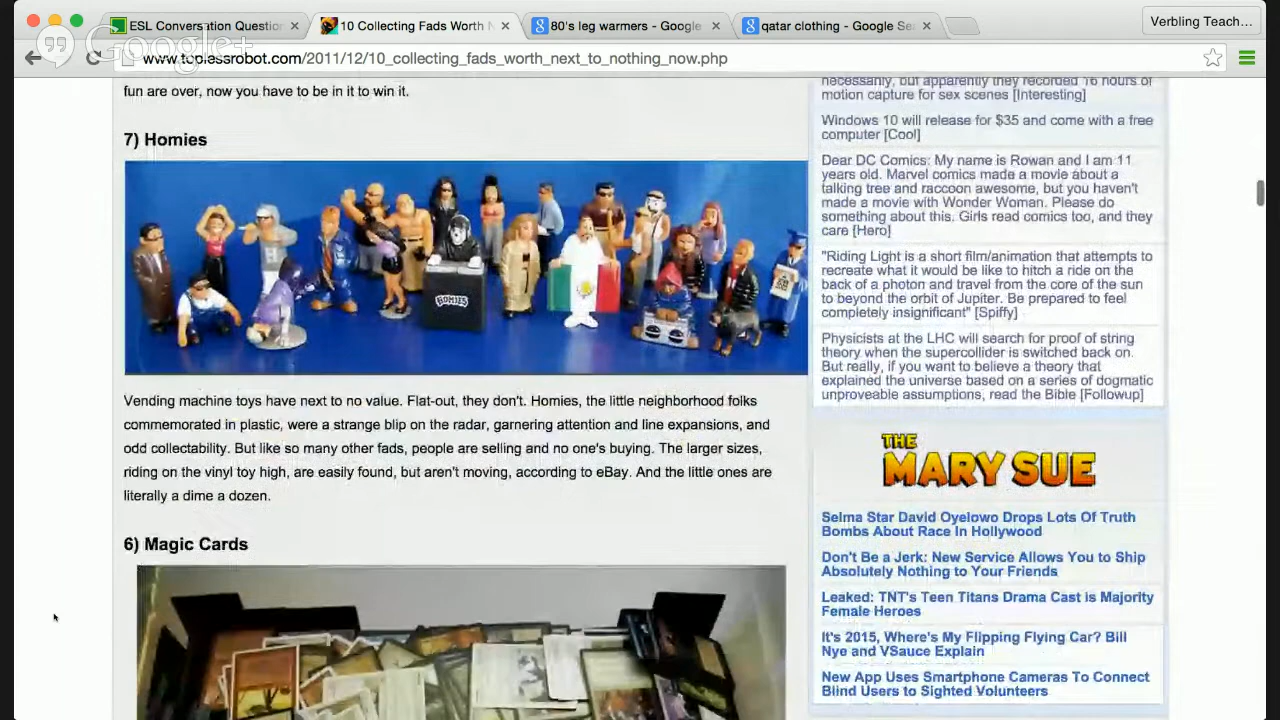 ESL Conversation Question
10 Collecting Fads Worth N
80's leg warmers - Google
qatar clothing - Google Sea
Verbling Teach...
Google+
www.toplessrobot.com/2011/12/10_collecting_fads_worth_next_to_nothing_now.php
fun are over, now you have to be in it to win it.
7) Homies
HOMIES
Vending machine toys have next to no value. Flat-out, they don't. Homies, the little neighborhood folks
commemorated in plastic, were a strange blip on the radar, garnering attention and line expansions, and
odd collectability. But like so many other fads, people are selling and no one's buying. The larger sizes,
riding on the vinyl toy high, are easily found, but aren't moving, according to eBay. And the little ones are
literally a dime a dozen.
6) Magic Cards
necessarily, but apparently they recorded 16 hours of
motion capture for sex scenes [Interesting]
Windows 10 will release for $35 and come with a free
computer [Cool]
Dear DC Comics: My name is Rowan and I am 11
years old. Marvel comics made a movie about a
talking tree and raccoon awesome, but you haven't
made a movie with Wonder Woman. Please do
something about this. Girls read comics too, and they
care [Hero]
"Riding Light is a short film/animation that attempts to
recreate what it would be like to hitch a ride on the
back of a photon and travel from the core of the sun
to beyond the orbit of Jupiter. Be prepared to feel
completely insignificant" [Spiffy]
Physicists at the LHC will search for proof of string
theory when the supercollider is switched back on.
But really, if you want to believe a theory that
explained the universe based on a series of dogmatic
unproveable assumptions, read the Bible [Followup]
THE
MARY SUE
Selma Star David Oyelowo Drops Lots Of Truth
Bombs About Race In Hollywood
Don't Be a Jerk: New Service Allows You to Ship
Absolutely Nothing to Your Friends
Leaked: TNT's Teen Titans Drama Cast is Majority
Female Heroes
It's 2015, Where's My Flipping Flying Car? Bill
Nye and VSauce Explain
New App Uses Smartphone Cameras To Connect
Blind Users to Sighted Volunteers